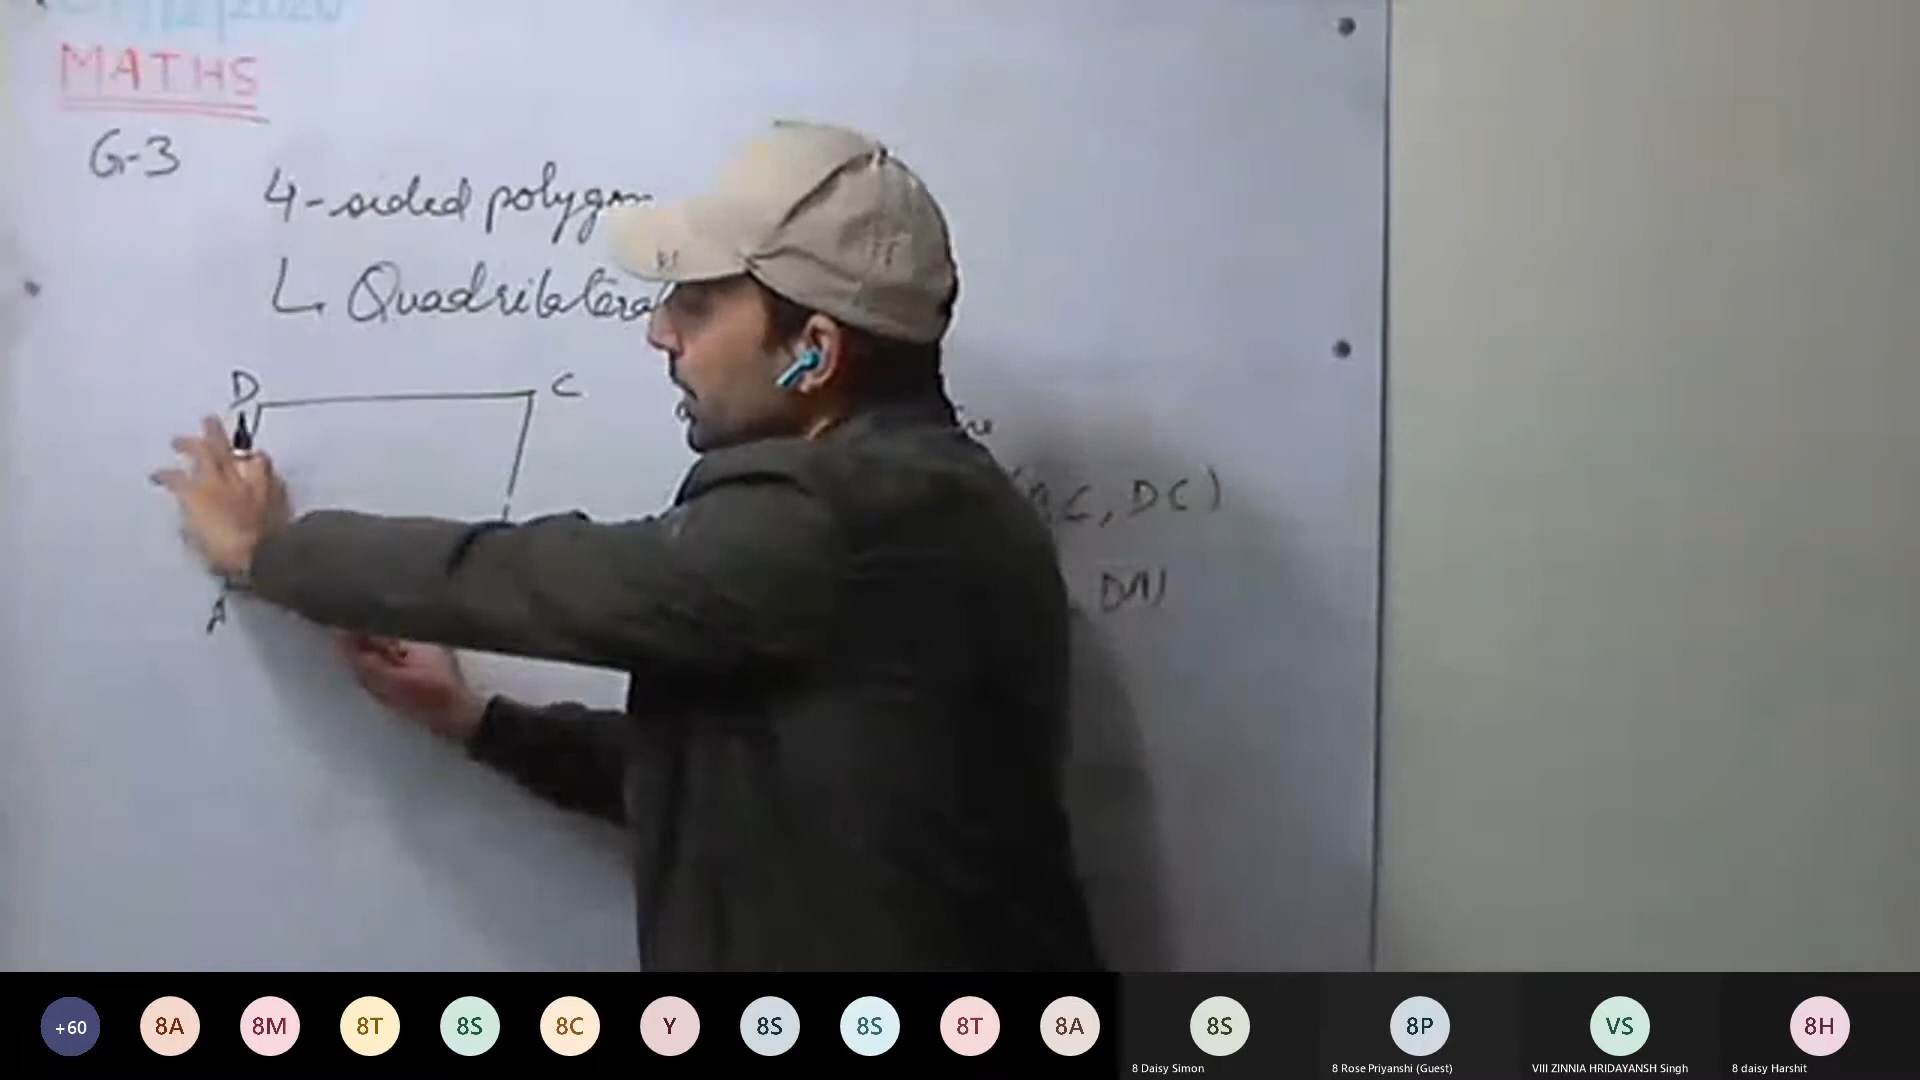 MATHS
G-3
4-sided polygon
Quadrilateral
D
C
DC)
A
+60
8A
8M
8T
8S
8C
Y
8S
8S
8T
8A
8S
8P
VS
8H
8 Daisy Simon
8 Rose Priyanshi (Guest)
VIII ZINNIA HRIDAYANSH Singh
8 daisy Harshit